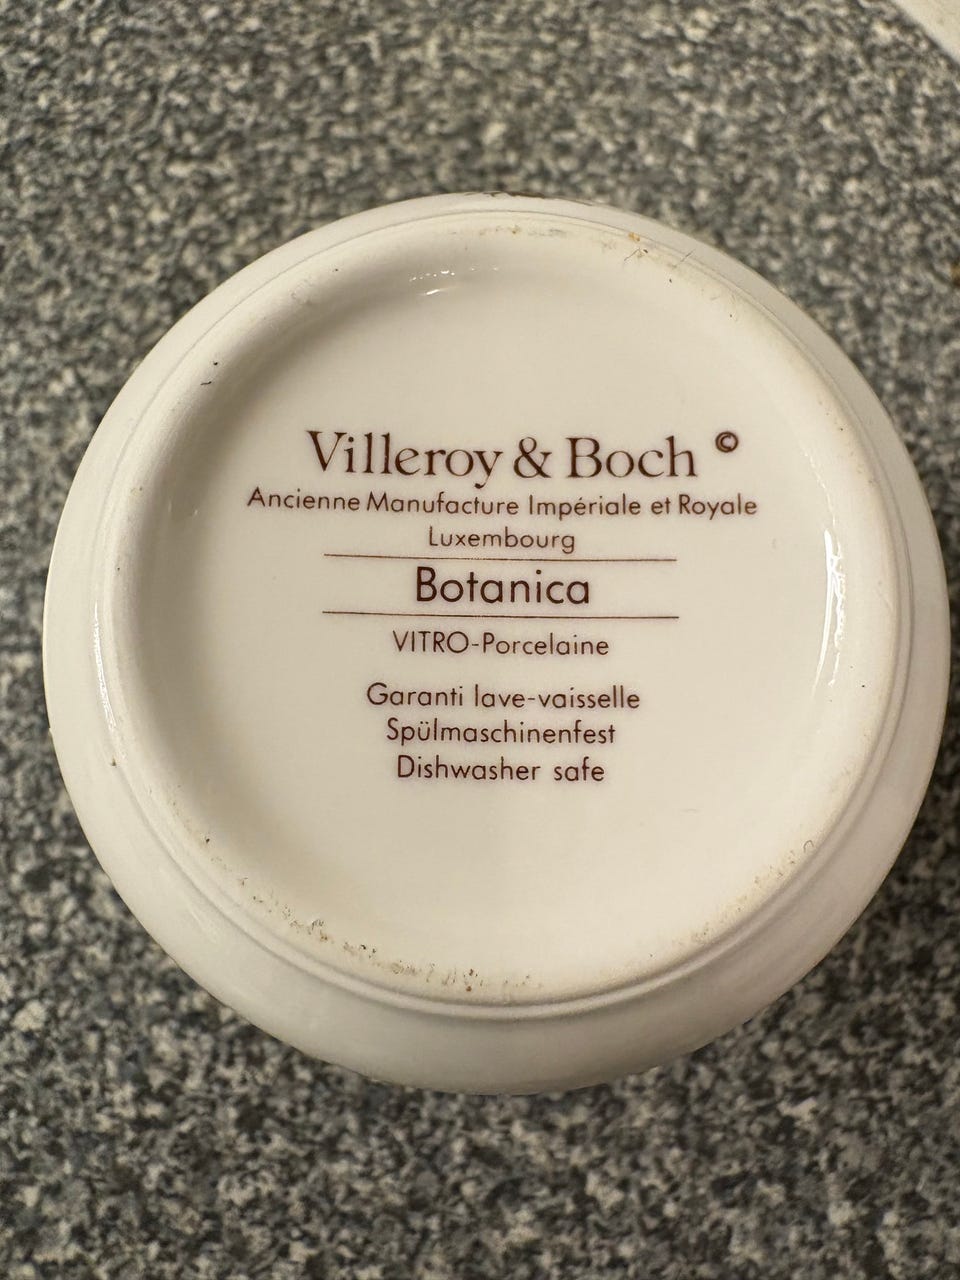 Villeroy & Boch ©
Ancienne Manufacture Impériale et Royale
Luxembourg
Botanica
VITRO-Porcelaine
Garanti lave-vaisselle
Spülmaschinenfest
Dishwasher safe